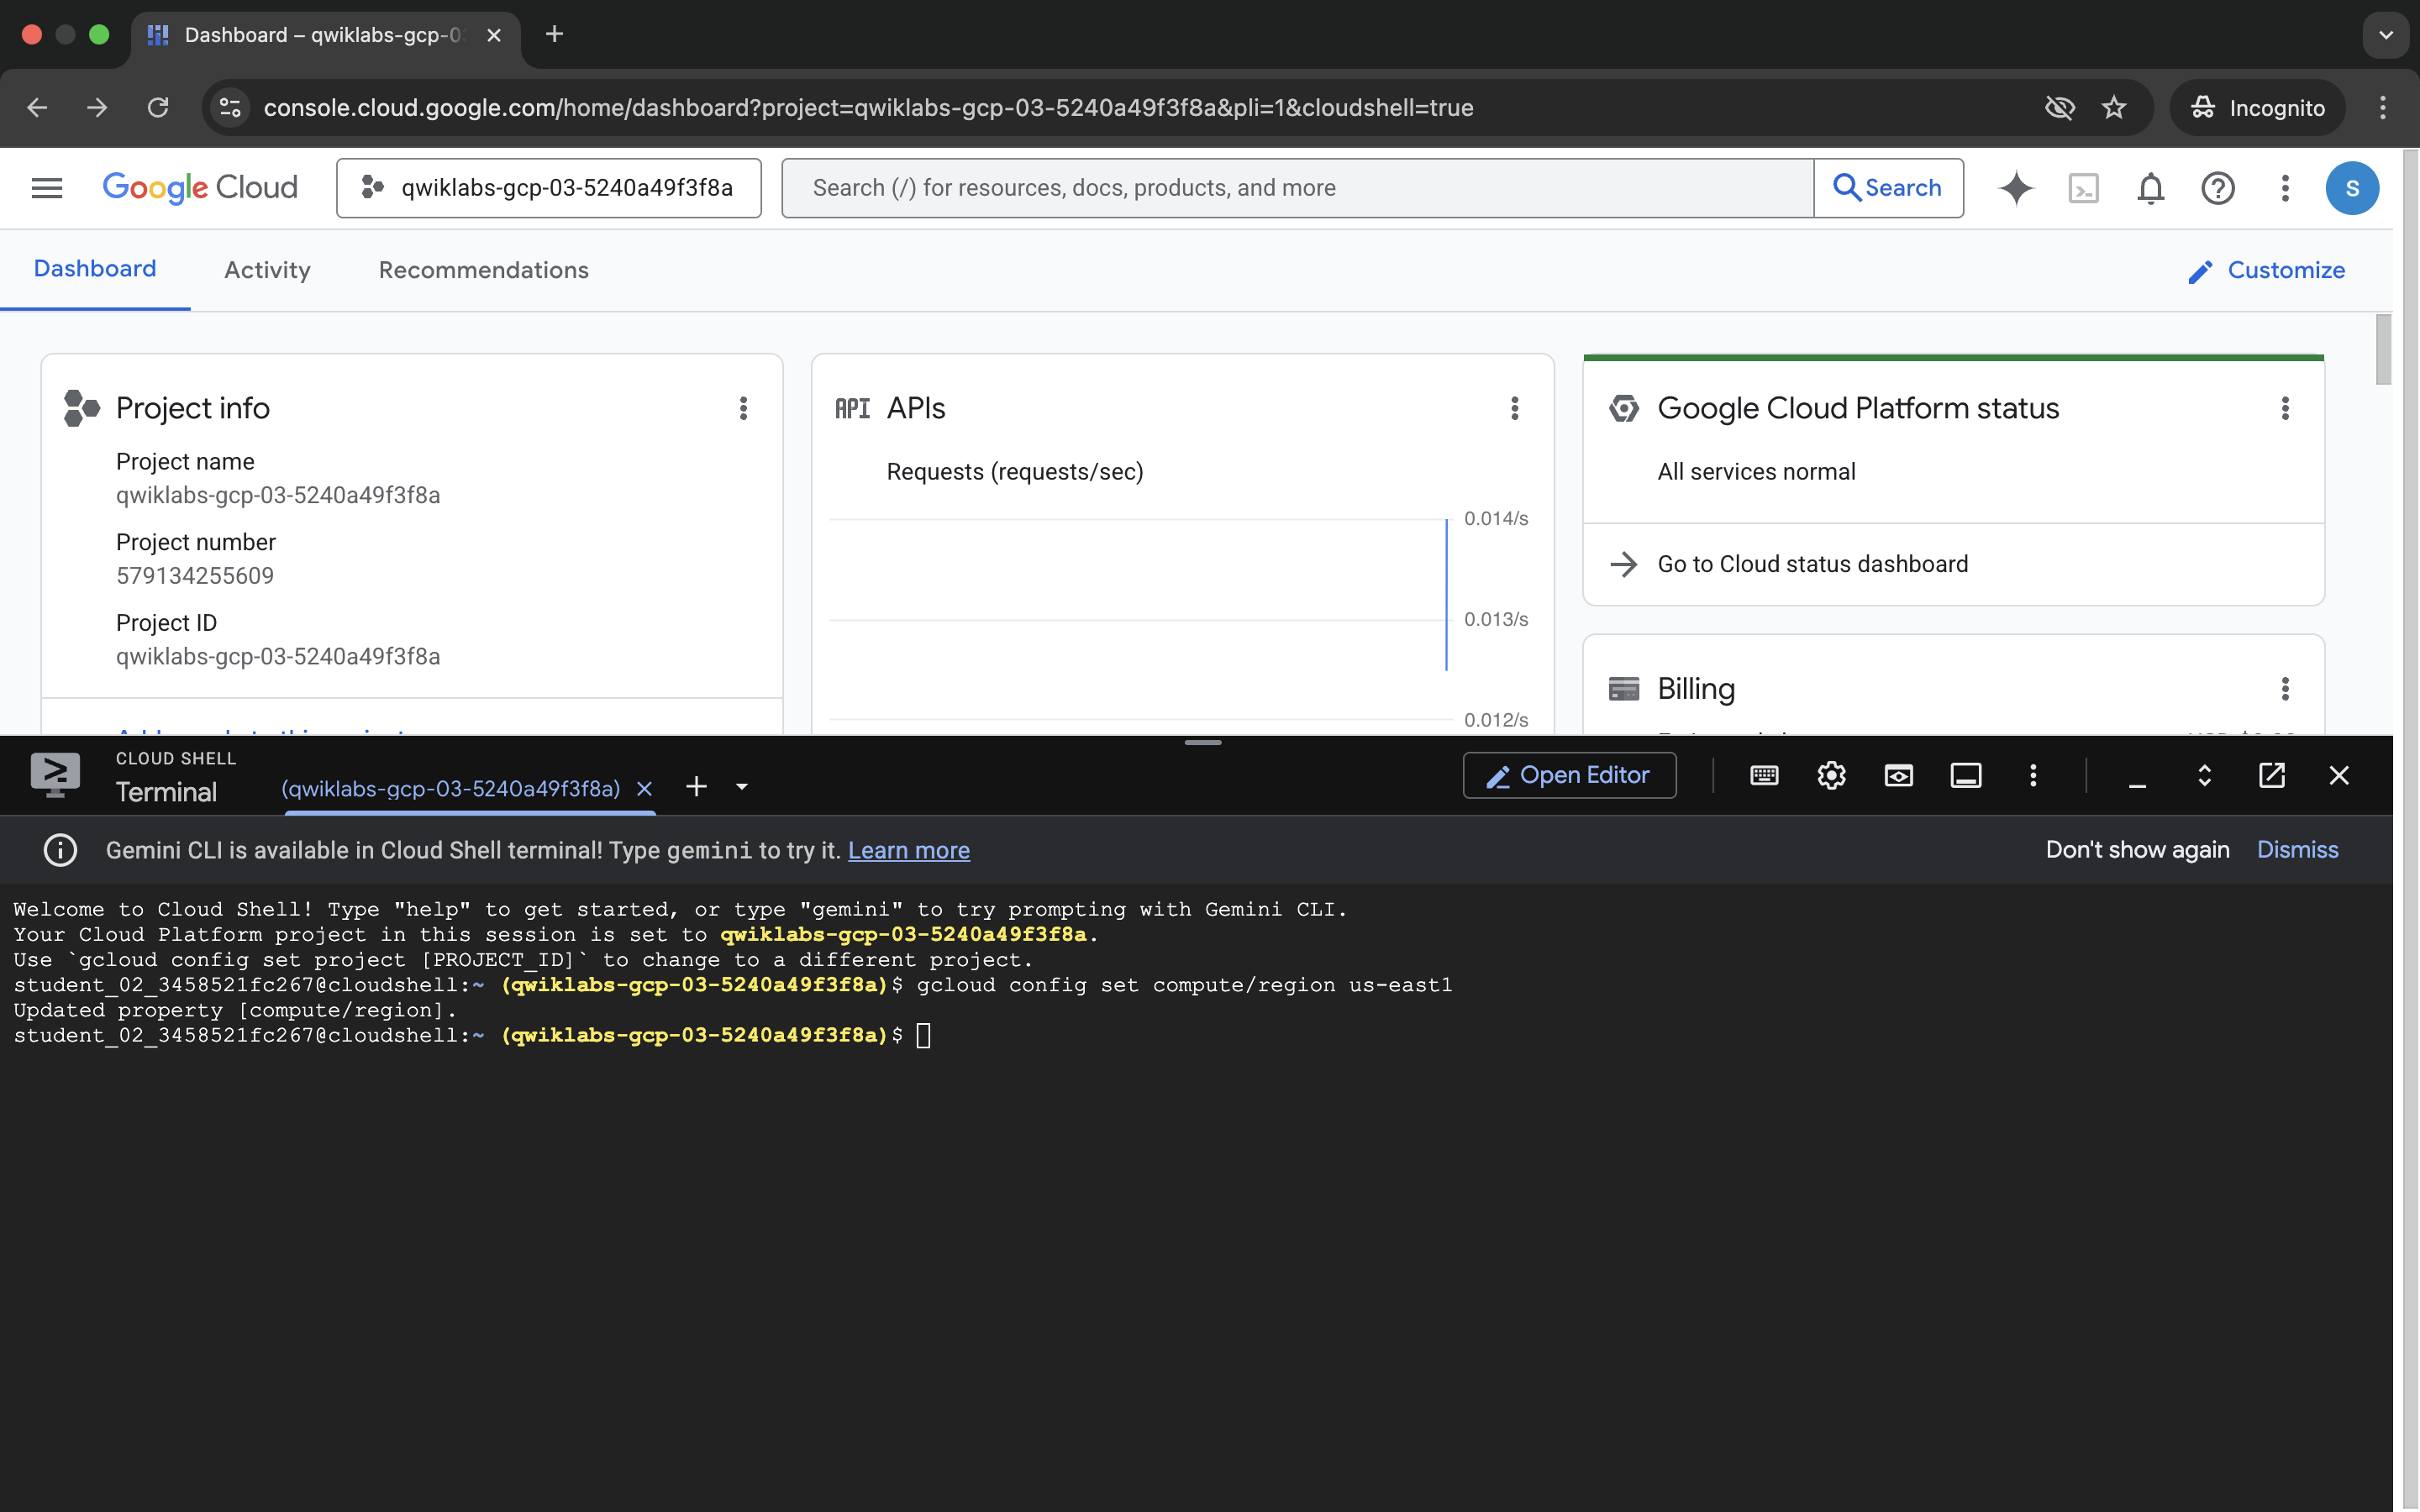 Dashboard – qwiklabs-gcp-0
console.cloud.google.com/home/dashboard?project=qwiklabs-gcp-03-5240a49f3f8a&pli=1&cloudshell=true
Incognito
Google Cloud
qwiklabs-gcp-03-5240a49f3f8a
Search (/) for resources, docs, products, and more
Search
S
Dashboard
Activity
Recommendations
Customize
Project info
Project name
qwiklabs-gcp-03-5240a49f3f8a
Project number
579134255609
Project ID
qwiklabs-gcp-03-5240a49f3f8a
API APIs
Requests (requests/sec)
0.014/s
0.013/s
0.012/s
Google Cloud Platform status
All services normal
Go to Cloud status dashboard
Billing
CLOUD SHELL
Terminal
(qwiklabs-gcp-03-5240a49f3f8a)
Open Editor
Gemini CLI is available in Cloud Shell terminal! Type gemini to try it. Learn more
Don't show again
Dismiss
Welcome to Cloud Shell! Type "help" to get started, or type "gemini" to try prompting with Gemini CLI.
Your Cloud Platform project in this session is set to qwiklabs-gcp-03-5240a49f3f8a.
Use `gcloud config set project [PROJECT_ID]` to change to a different project.
student_02_3458521fc267@cloudshell:~ (qwiklabs-gcp-03-5240a49f3f8a)$ gcloud config set compute/region us-east1
Updated property [compute/region].
student_02_3458521fc267@cloudshell:~ (qwiklabs-gcp-03-5240a49f3f8a)$